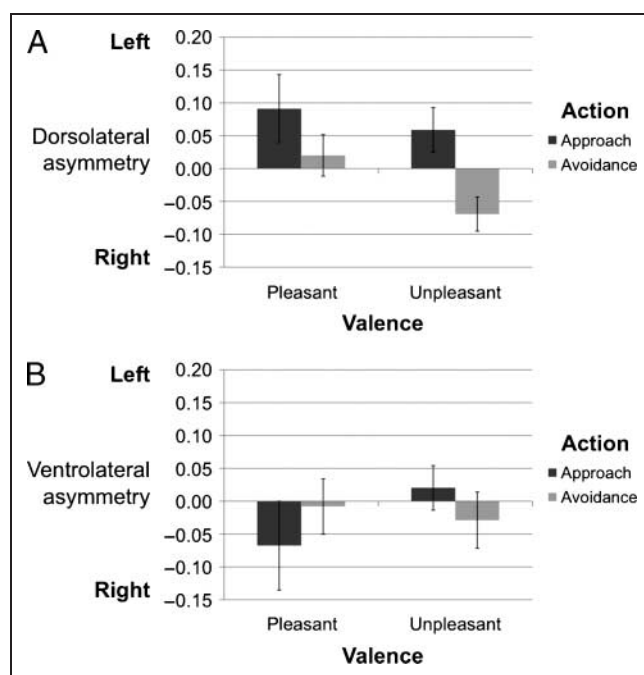 A
Left
0.20
0.15
0.10
Dorsolateral
asymmetry
0.05
0.00
−0.05
−0.10
Right
−0.15
Pleasant Unpleasant
Valence
Action
Approach
Avoidance
B
Left
0.20
0.15
0.10
Ventrolateral
asymmetry
0.05
0.00
−0.05
−0.10
Right
−0.15
Pleasant Unpleasant
Valence
Action
Approach
Avoidance